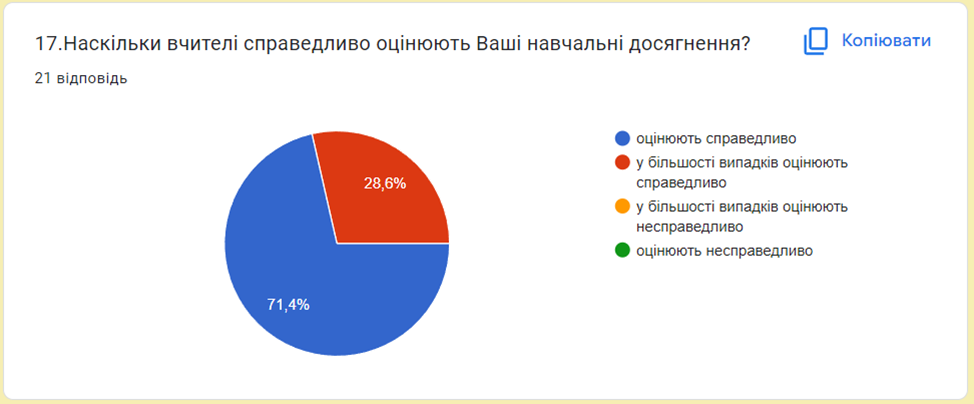 17.Наскільки вчителі справедливо оцінюють Ваші навчальні досягнення?
Копіювати
21 відповідь
28,6%
71,4%
оцінюють справедливо
у більшості випадків оцінюють
справедливо
у більшості випадків оцінюють
несправедливо
оцінюють несправедливо